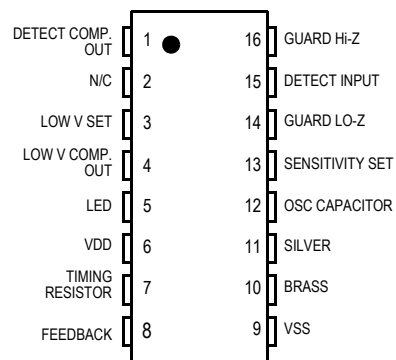 DETECT COMP.
OUT
1
16
GUARD Hi-Z
N/C
2
15
DETECT INPUT
LOW V SET
3
14
GUARD LO-Z
LOW V COMP.
OUT
4
13
SENSITIVITY SET
LED
5
12
OSC CAPACITOR
VDD
6
11
SILVER
TIMING
RESISTOR
7
10
BRASS
FEEDBACK
8
9
VSS